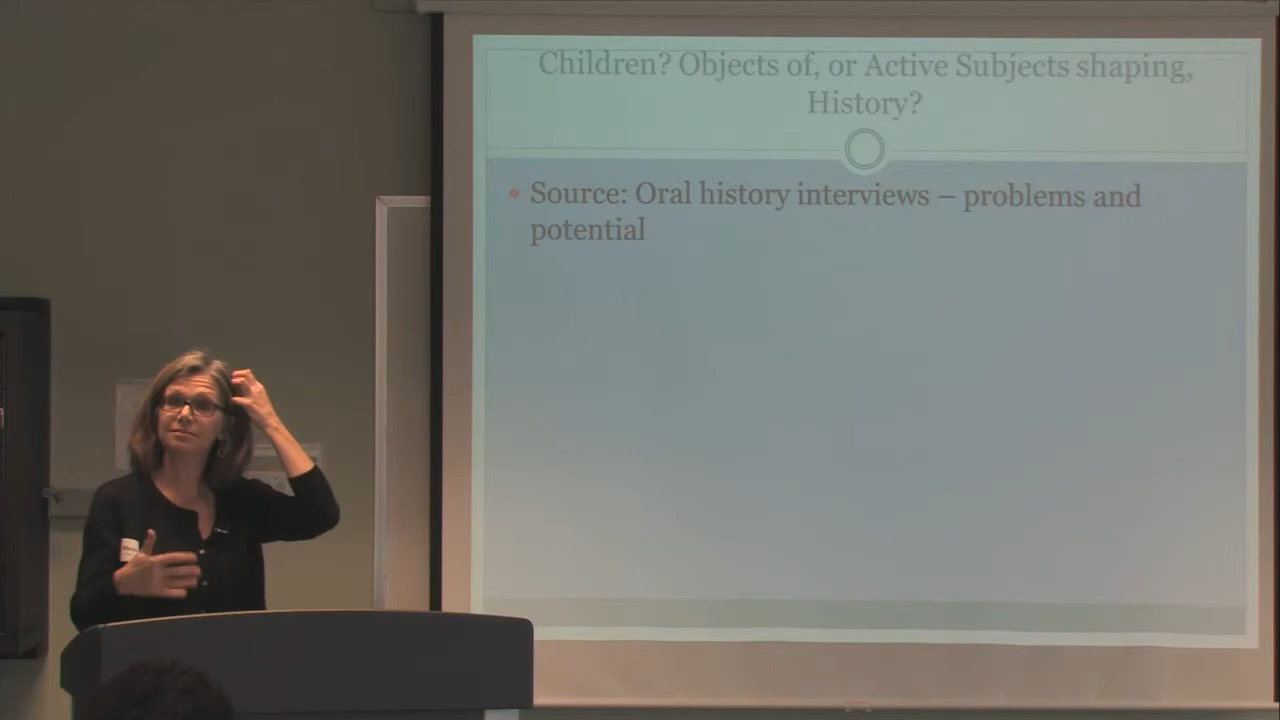 Children? Objects of, or Active Subjects shaping,
History?
• Source: Oral history interviews – problems and
potential